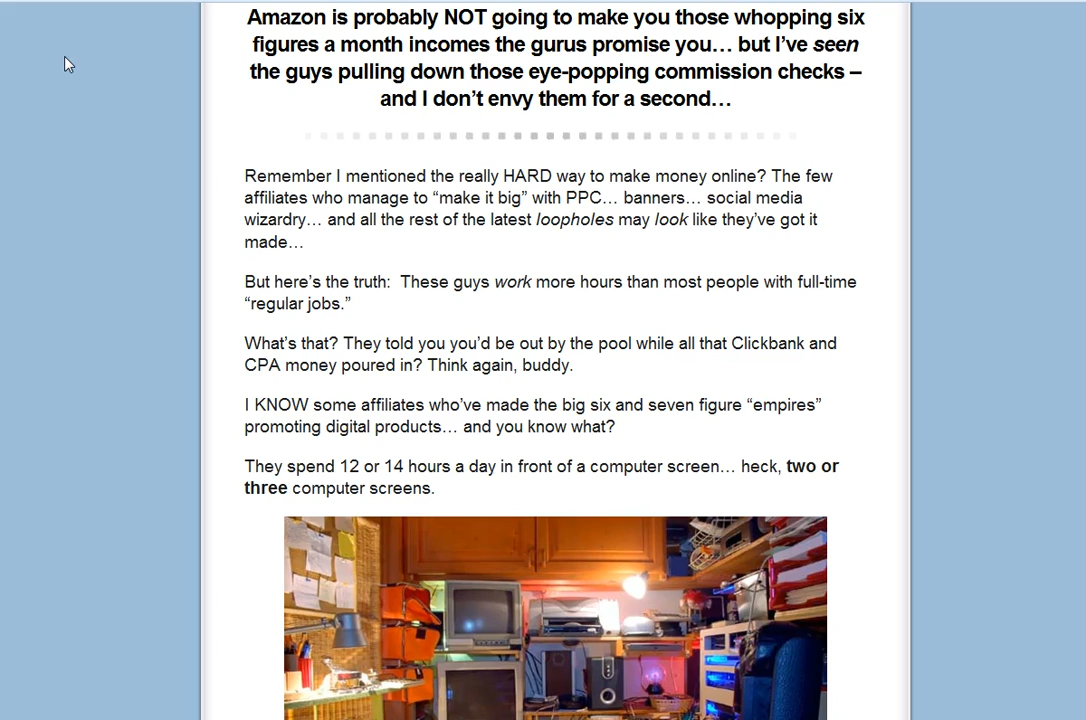 Amazon is probably NOT going to make you those whopping six
figures a month incomes the gurus promise you… but I’ve seen
the guys pulling down those eye-popping commission checks –
and I don’t envy them for a second…
Remember I mentioned the really HARD way to make money online? The few
affiliates who manage to “make it big” with PPC… banners… social media
wizardry… and all the rest of the latest loopholes may look like they’ve got it
made…
But here’s the truth:  These guys work more hours than most people with full-time
“regular jobs.”
What’s that? They told you you’d be out by the pool while all that Clickbank and
CPA money poured in? Think again, buddy.
I KNOW some affiliates who’ve made the big six and seven figure “empires”
promoting digital products… and you know what?
They spend 12 or 14 hours a day in front of a computer screen… heck, two or
three computer screens.